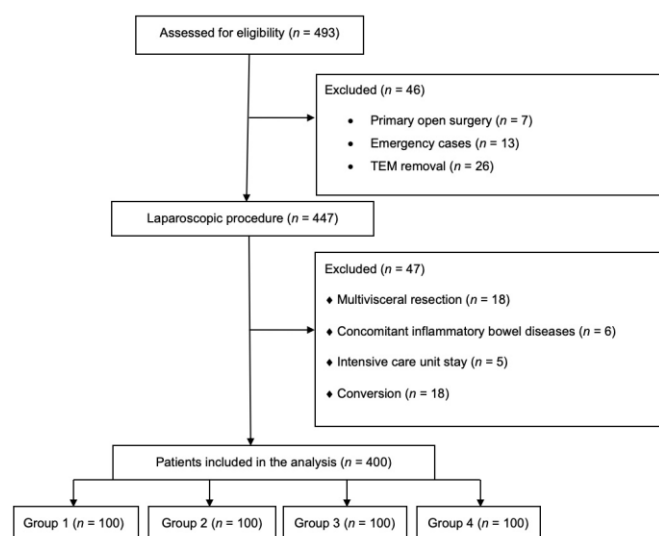 Assessed for eligibility (n = 493)
Excluded (n = 46)
• Primary open surgery (n = 7)
• Emergency cases (n = 13)
• TEM removal (n = 26)
Laparoscopic procedure (n = 447)
Excluded (n = 47)
♦ Multivisceral resection (n = 18)
♦ Concomitant inflammatory bowel diseases (n = 6)
♦ Intensive care unit stay (n = 5)
♦ Conversion (n = 18)
Patients included in the analysis (n = 400)
Group 1 (n = 100)
Group 2 (n = 100)
Group 3 (n = 100)
Group 4 (n = 100)